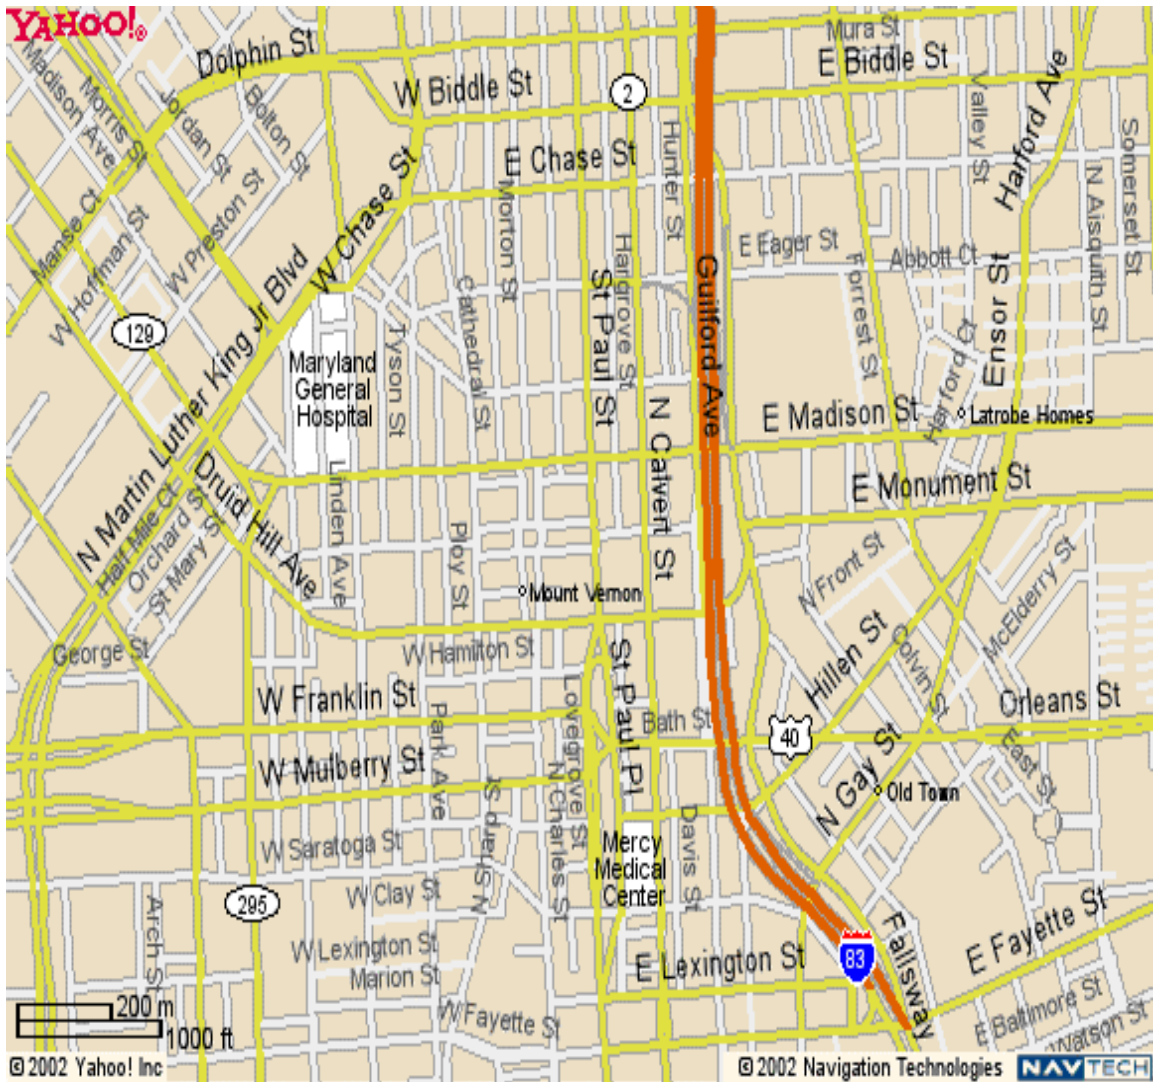 YAHOO!®
Mura St
Dolphin St
E Biddle St
Madison Ave
Morris St
Jordan St
Bolton St
W Biddle St
2
Valley St
Harford Ave
Hunter St
E Chase St
Somerset St
W Chase St
Morton St
N Aisquith St
Manse Ct
W Hoffman St
W Preston St
E Eager St
Abbott Ct
Hargrove St
Guilford Ave
Forrest St
Ensor St
St Paul St
Cathedral St
129
Tyson St
Harford Ct
N Martin Luther King Jr Blvd
Maryland
General
Hospital
N Calvert St
E Madison St
Latrobe Homes
Druid Hill Ave
Linden Ave
E Monument St
Half Mile Ct
Orchard St
St Mary St
Ploy St
N Front St
McElderry St
Mount Vernon
George St
W Hamilton St
St Paul Pl
Hillen St
Colvin St
W Franklin St
Lovegrove St
Bath St
Orleans St
Park Ave
40
East St
W Mulberry St
N Gay St
Old Town
N Sharp St
N Charles St
Davis St
W Saratoga St
Mercy
Medical
Center
W Clay St
295
Arch St
W Lexington St
Marion St
E Lexington St
83
Fallsway
E Fayette St
W Fayette St
E Baltimore St
Watson St
200 m
1000 ft
© 2002 Yahoo! Inc
© 2002 Navigation Technologies
NAVTECH